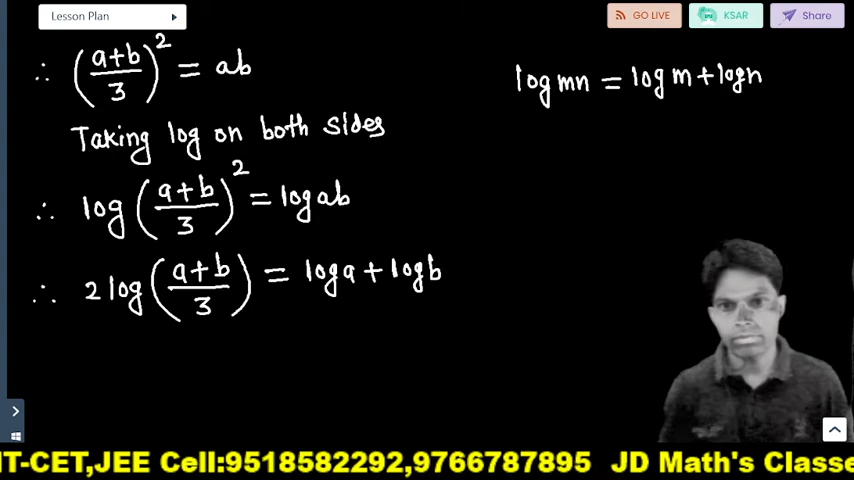 Lesson Plan
GO LIVE
KSAR
Share
∴ ((a+b)/3)² = ab
log mn = log m + log n
Taking log on both sides
∴ log((a+b)/3)² = log ab
∴ 2 log((a+b)/3) = log a + log b
IT-CET,JEE Cell:9518582292,9766787895 JD Math's Classe